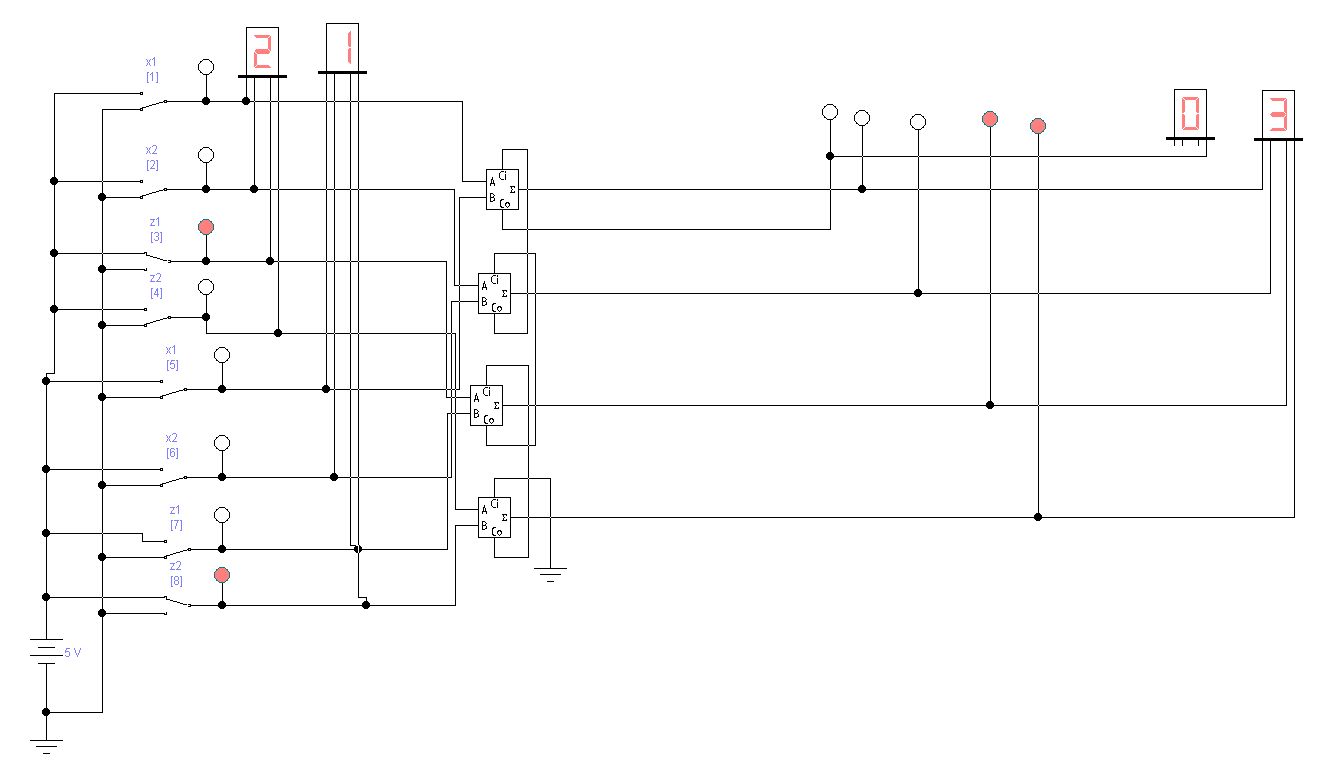 2
1
x1
[1]
x2
[2]
z1
[3]
z2
[4]
x1
[5]
x2
[6]
z1
[7]
z2
[8]
5 V
0
3
Ci
A
Σ
B
Co
Ci
A
Σ
B
Co
Ci
A
Σ
B
Co
Ci
A
Σ
B
Co